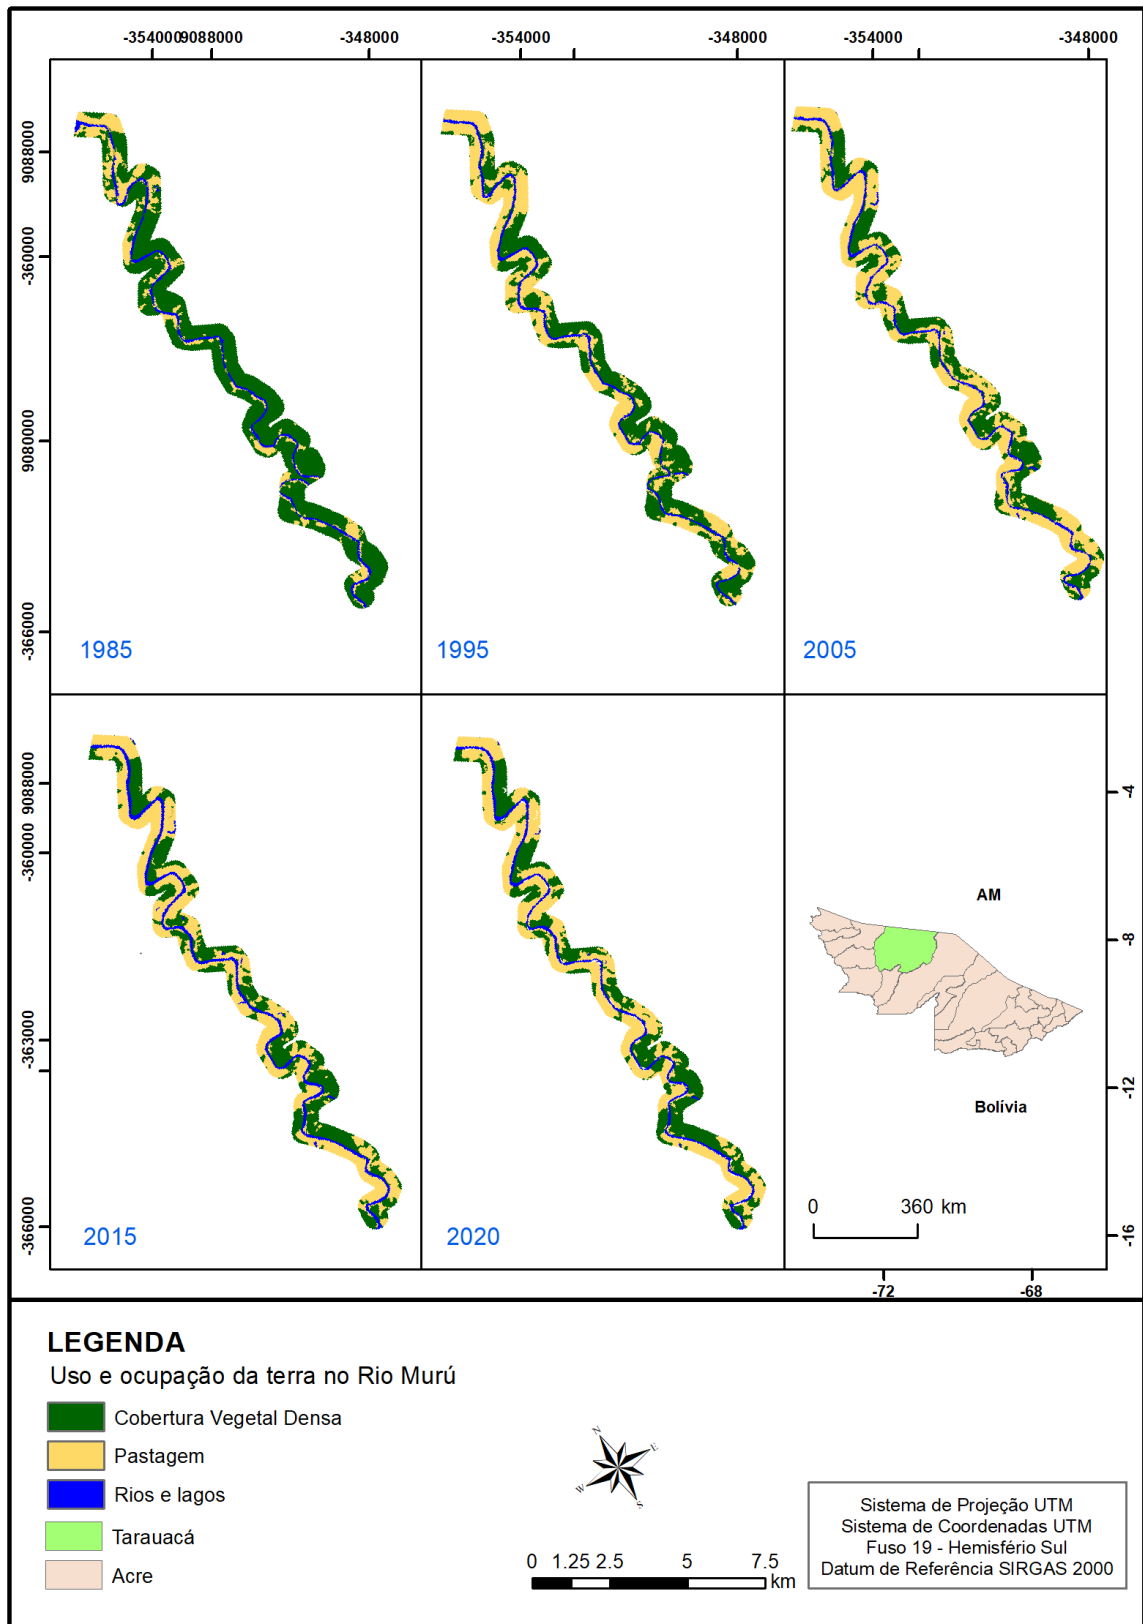 -354000
9088000
-348000
-354000
-348000
-354000
-348000
9088000
-360000
9080000
-366000
1985
1995
2005
9088000
-360000
-363000
-366000
2015
2020
AM
Bolívia
0 360 km
-4
-8
-12
-16
-72
-68
LEGENDA
Uso e ocupação da terra no Rio Murú
Cobertura Vegetal Densa
Pastagem
Rios e lagos
Tarauacá
Acre
N
E
W
S
0 1.25 2.5 5 7.5
km
Sistema de Projeção UTM
Sistema de Coordenadas UTM
Fuso 19 - Hemisfério Sul
Datum de Referência SIRGAS 2000